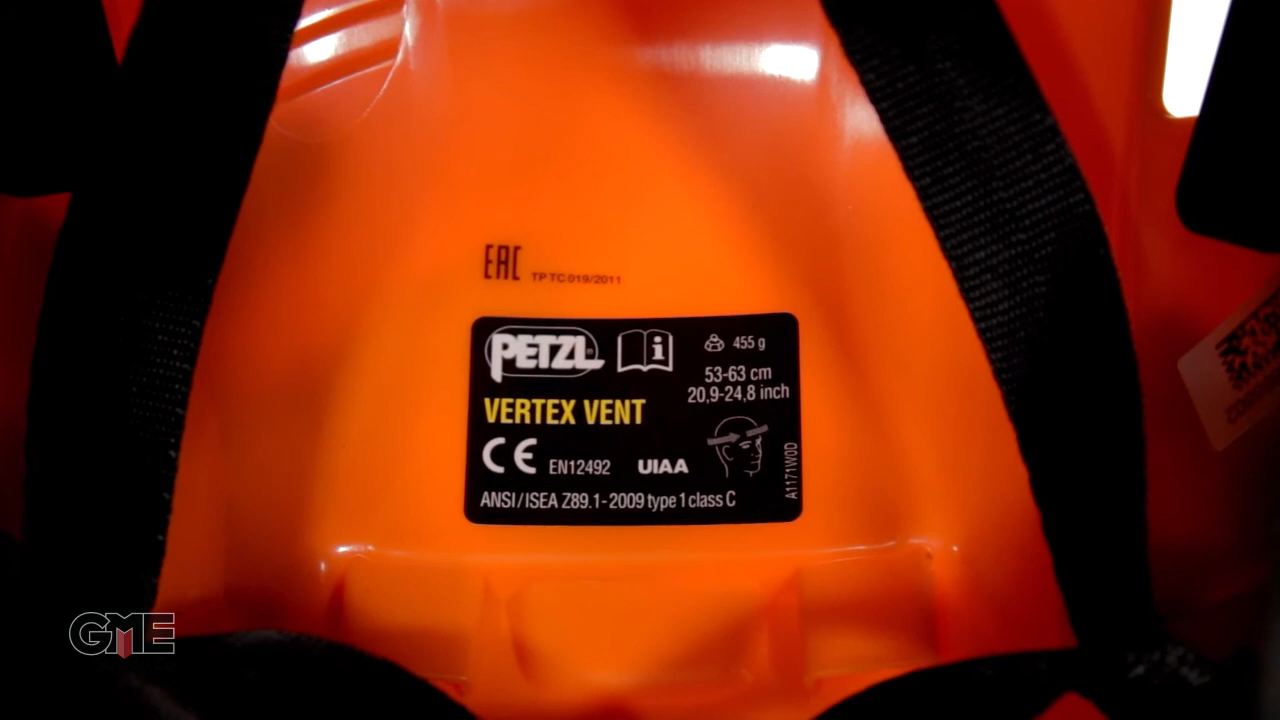 EAC TP TC 019/2011
PETZL i 455 g
53-63 cm
20,9-24,8 inch
VERTEX VENT
CE EN12492 UIAA
A1171W0D
ANSI/ISEA Z89.1-2009 type 1 class C
GME